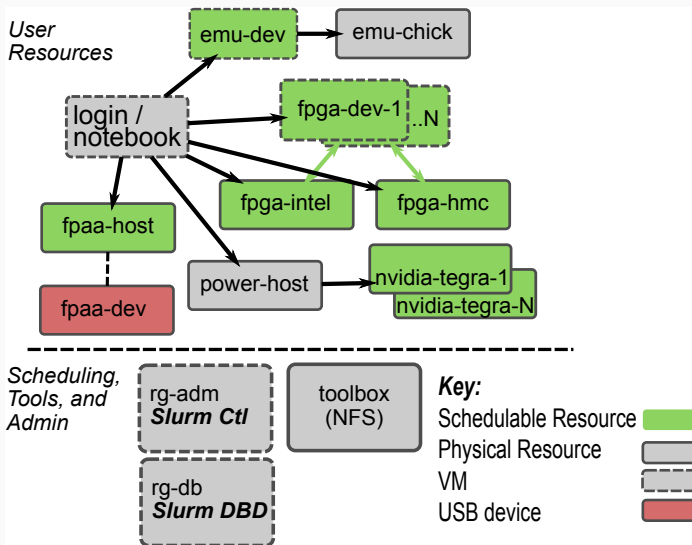 User
Resources
emu-dev
emu-chick
login /
notebook
fpga-dev-1
..N
fpga-intel
fpga-hmc
fpaa-host
fpaa-dev
power-host
nvidia-tegra-1
nvidia-tegra-N
Scheduling,
Tools, and
Admin
rg-adm
Slurm Ctl
toolbox
(NFS)
rg-db
Slurm DBD
Key:
Schedulable Resource
Physical Resource
VM
USB device